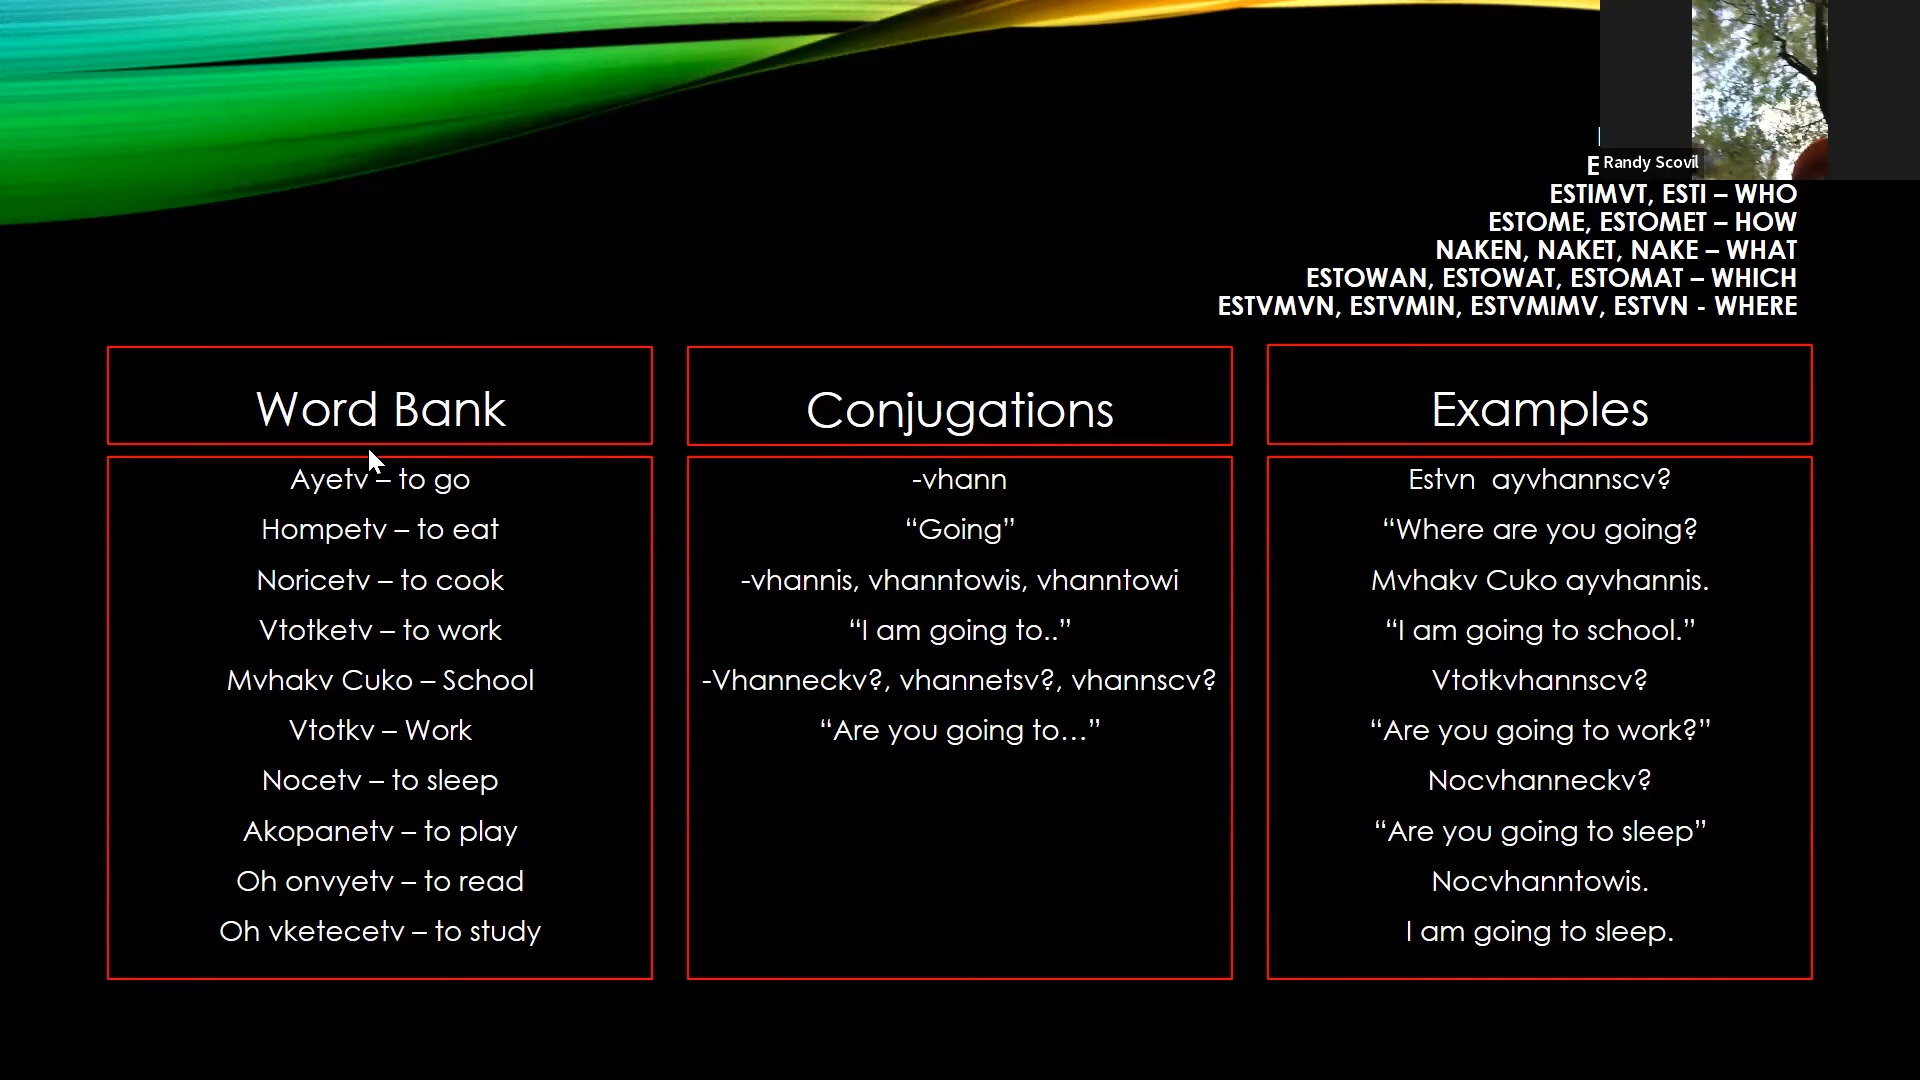 Randy Scovil
ESTIMVT, ESTI – WHO
ESTOME, ESTOMET – HOW
NAKEN, NAKET, NAKE – WHAT
ESTOWAN, ESTOWAT, ESTOMAT – WHICH
ESTVMVN, ESTVMIN, ESTVMIMV, ESTVN - WHERE
Word Bank
Ayetv – to go
Hompetv – to eat
Noricetv – to cook
Vtotketv – to work
Mvhakv Cuko – School
Vtotkv – Work
Nocetv – to sleep
Akopanetv – to play
Oh onvyetv – to read
Oh vketecetv – to study
Conjugations
-vhann
“Going”
-vhannis, vhanntowis, vhanntowi
“I am going to..”
-Vhanneckv?, vhannetsv?, vhannscv?
“Are you going to…”
Examples
Estvn  ayvhannscv?
“Where are you going?
Mvhakv Cuko ayvhannis.
“I am going to school.”
Vtotkvhannscv?
“Are you going to work?”
Nocvhanneckv?
“Are you going to sleep”
Nocvhanntowis.
I am going to sleep.